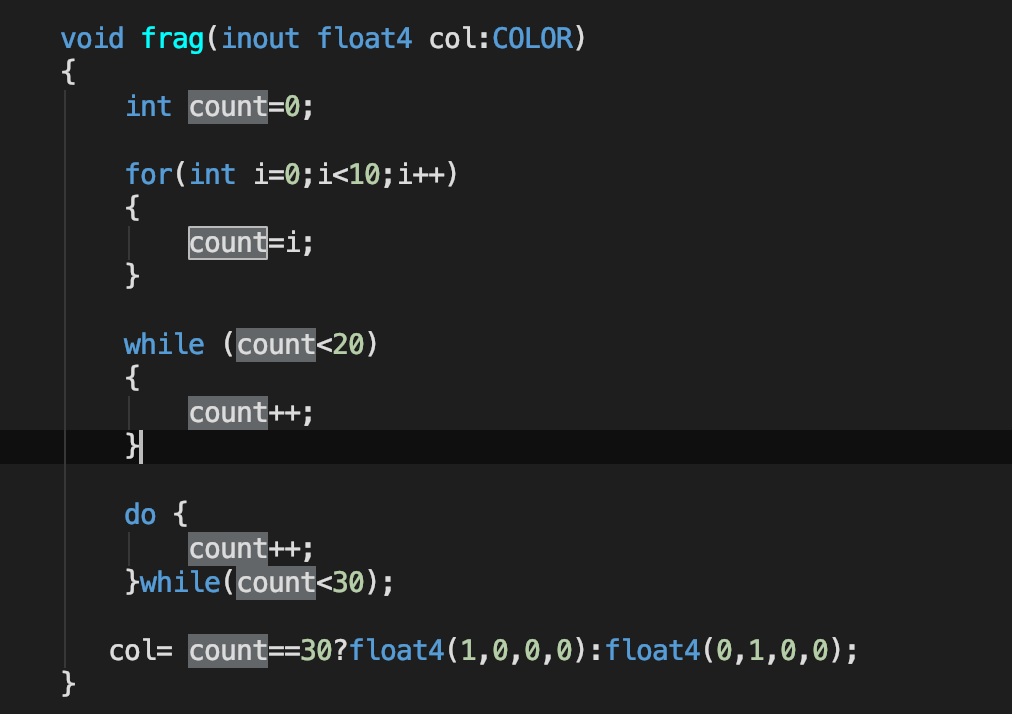 void frag(inout float4 col:COLOR)
{
    int count=0;

    for(int i=0;i<10;i++)
    {
        count=i;
    }

    while (count<20)
    {
        count++;
    }

    do {
        count++;
    }while(count<30);

   col= count==30?float4(1,0,0,0):float4(0,1,0,0);
}